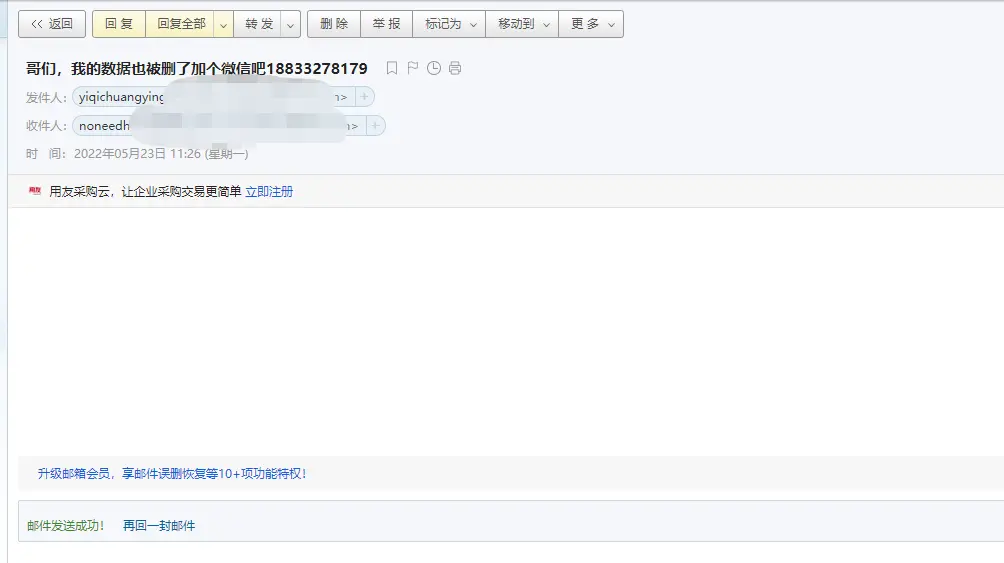 << 返回 回 复 回复全部 转 发 删 除 举 报 标记为 移动到 更 多
哥们，我的数据也被删了加个微信吧18833278179
发件人： yiqichuangying n> +
收件人： noneedh n> +
时 间： 2022年05月23日 11:26 (星期一)
用友 用友采购云，让企业采购交易更简单 立即注册
升级邮箱会员，享邮件误删恢复等10+项功能特权！
邮件发送成功！ 再回一封邮件